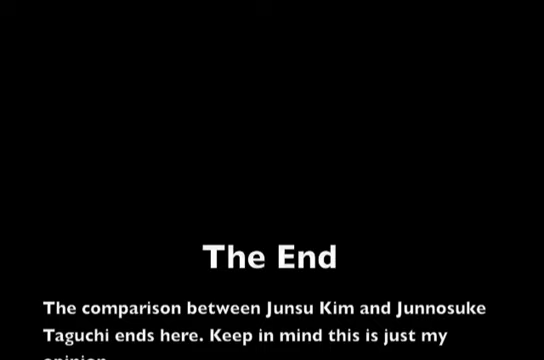 The End
The comparison between Junsu Kim and Junnosuke
Taguchi ends here. Keep in mind this is just my
opinion